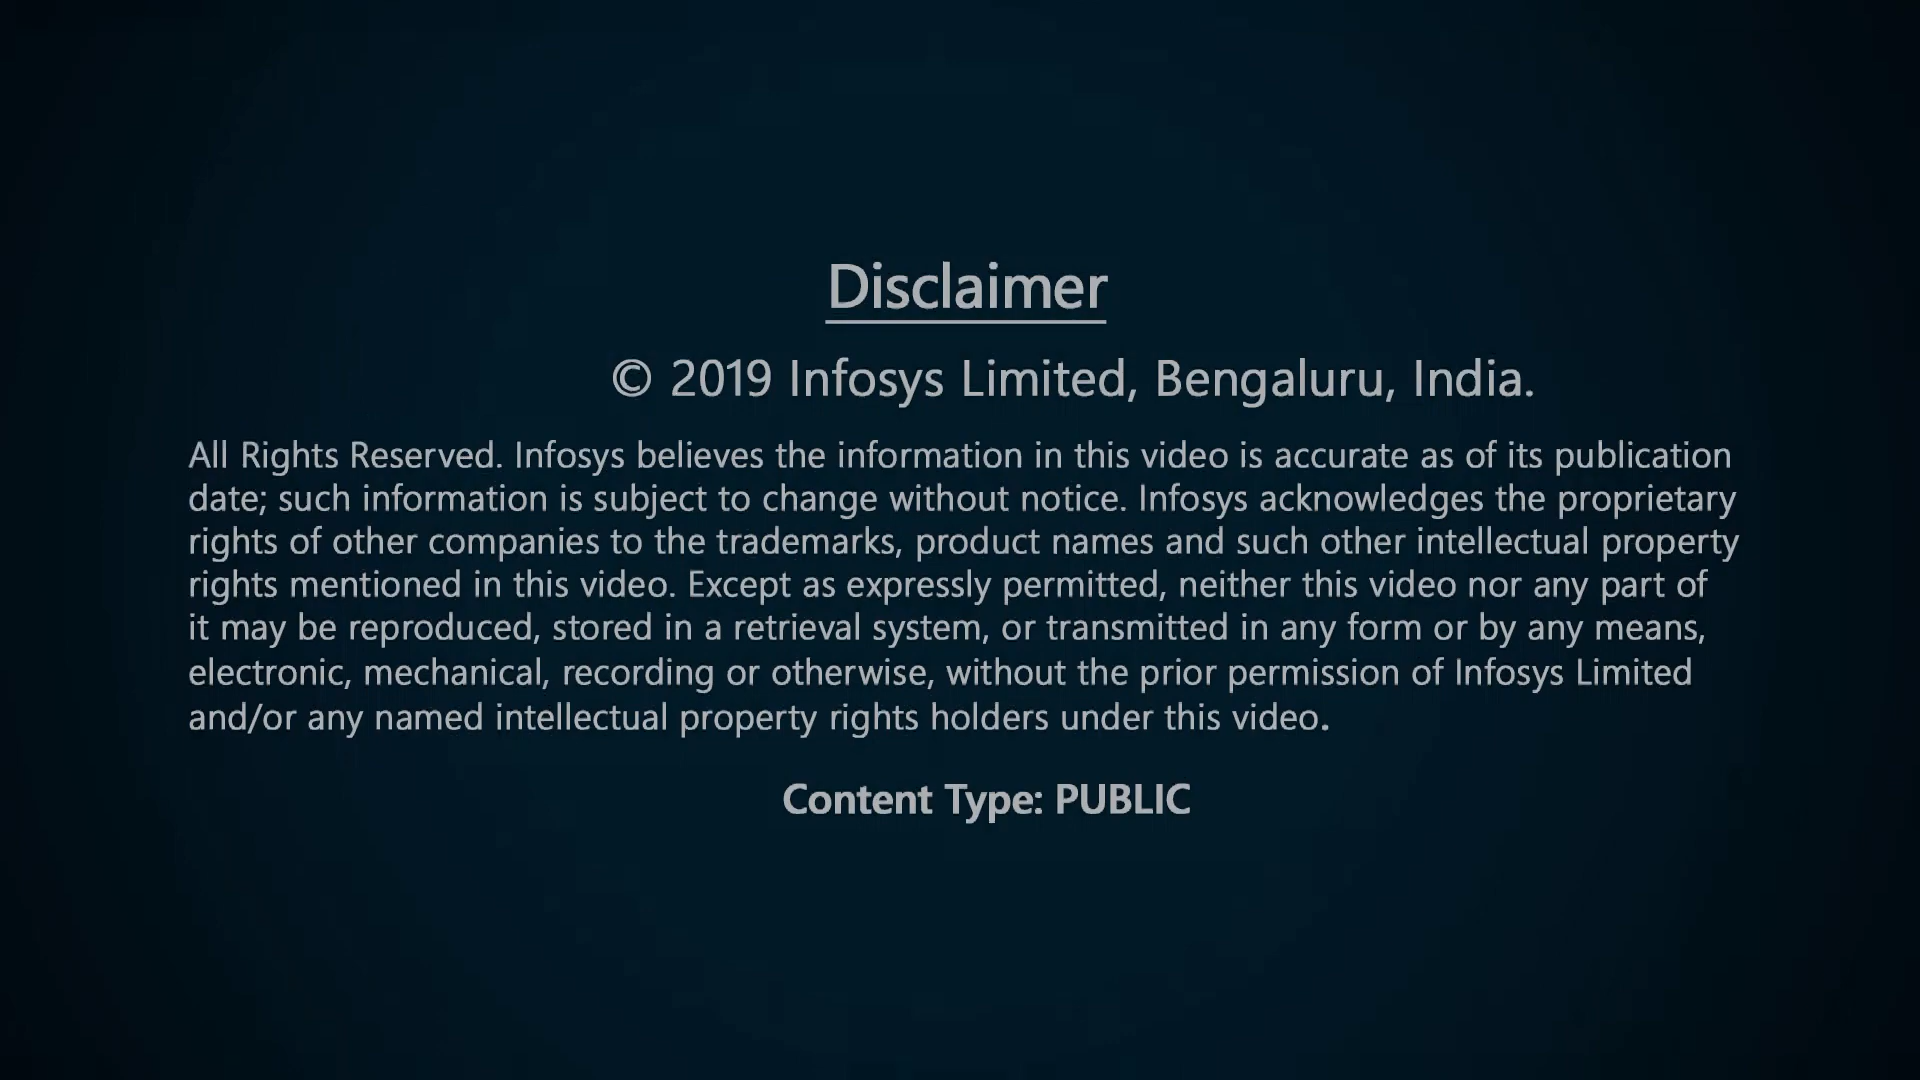 Disclaimer
© 2019 Infosys Limited, Bengaluru, India.
All Rights Reserved. Infosys believes the information in this video is accurate as of its publication
date; such information is subject to change without notice. Infosys acknowledges the proprietary
rights of other companies to the trademarks, product names and such other intellectual property
rights mentioned in this video. Except as expressly permitted, neither this video nor any part of
it may be reproduced, stored in a retrieval system, or transmitted in any form or by any means,
electronic, mechanical, recording or otherwise, without the prior permission of Infosys Limited
and/or any named intellectual property rights holders under this video.
Content Type: PUBLIC